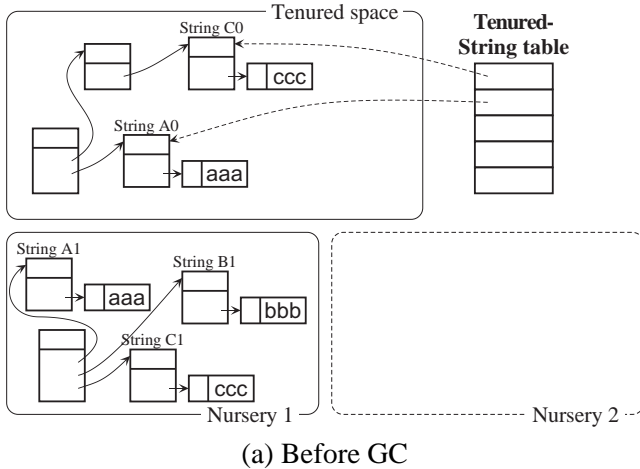 Tenured space
Tenured-
String table
String C0
ccc
String A0
aaa
String A1
aaa
String B1
bbb
String C1
ccc
Nursery 1
Nursery 2
(a) Before GC